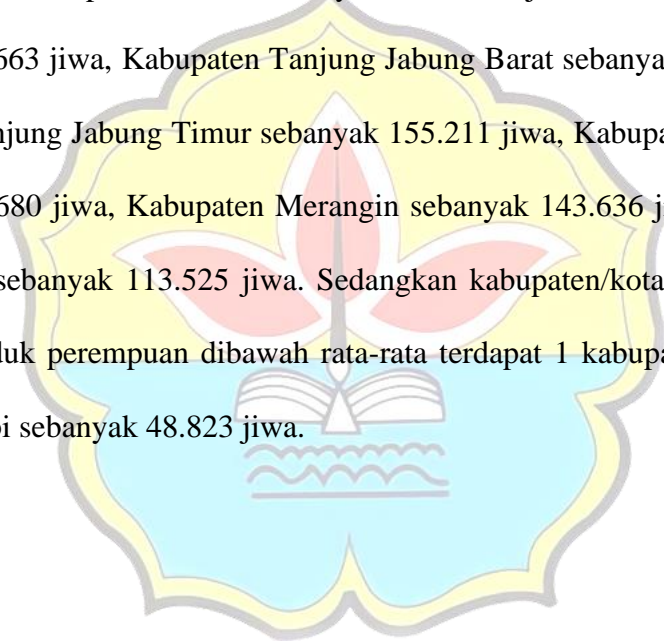 663 jiwa, Kabupaten Tanjung Jabung Barat sebanya
njung Jabung Timur sebanyak 155.211 jiwa, Kabupa
680 jiwa, Kabupaten Merangin sebanyak 143.636 j
sebanyak 113.525 jiwa. Sedangkan kabupaten/kota
duk perempuan dibawah rata-rata terdapat 1 kabupa
pi sebanyak 48.823 jiwa.